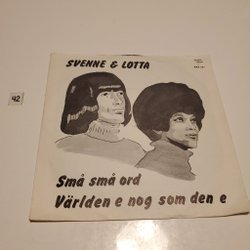 SVENNE & LOTTA
42
Små små ord
Världen e nog som den e